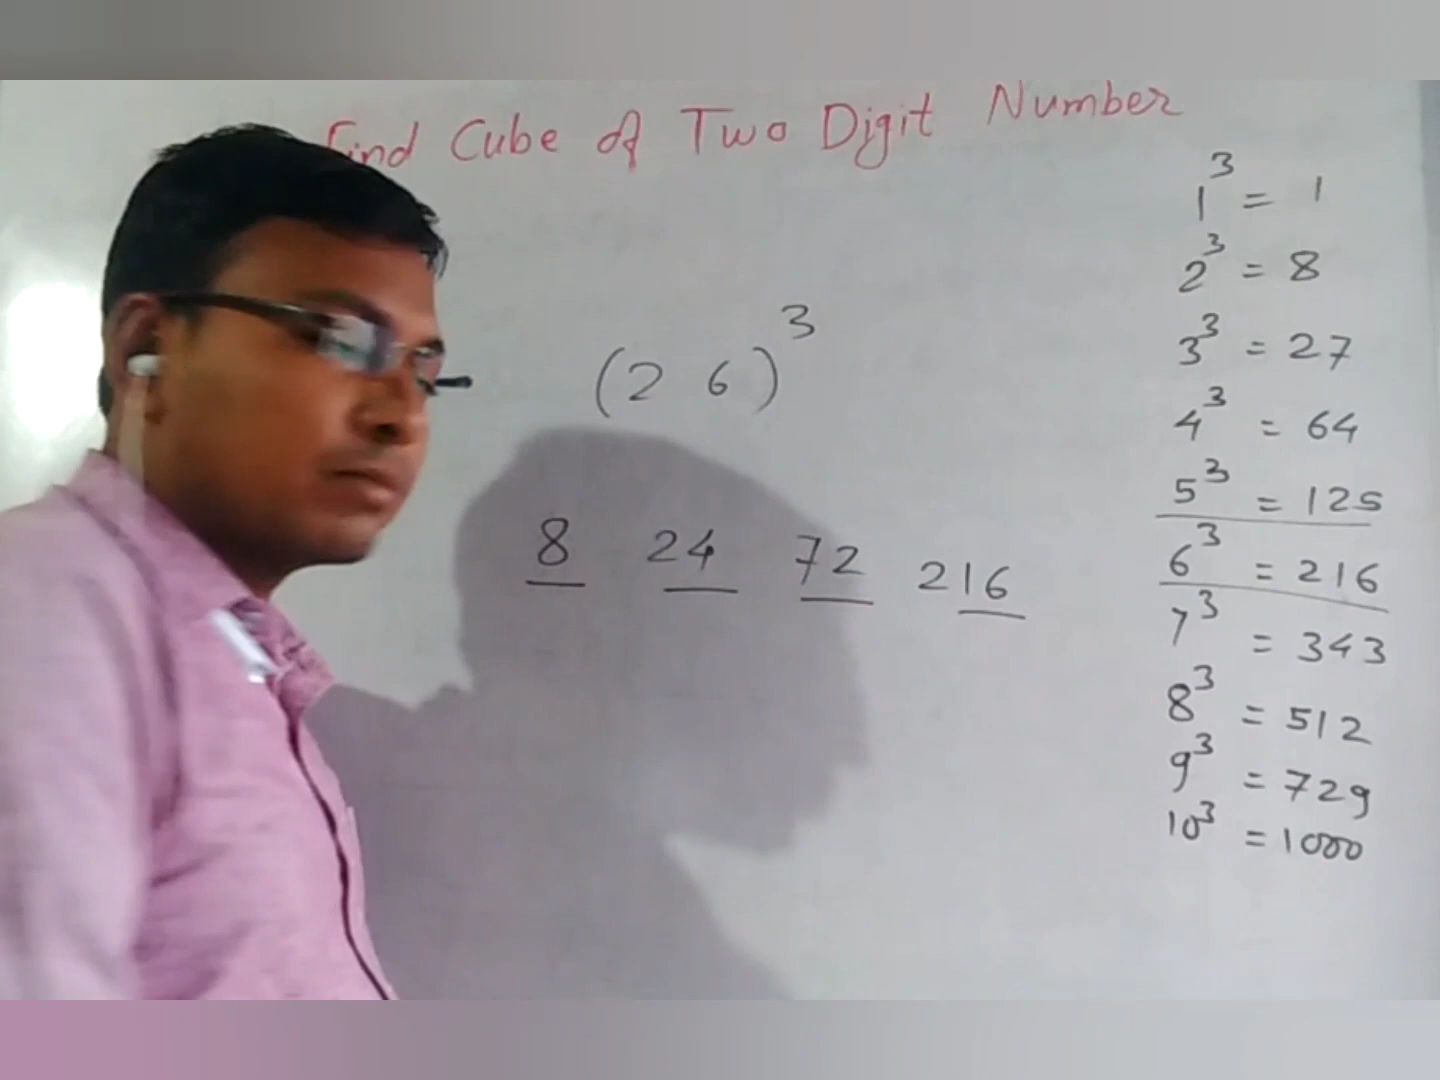 Find Cube of Two Digit Number
(2 6)³
8 24 72 216
1³ = 1
2³ = 8
3³ = 27
4³ = 64
5³ = 125
6³ = 216
7³ = 343
8³ = 512
9³ = 729
10³ = 1000